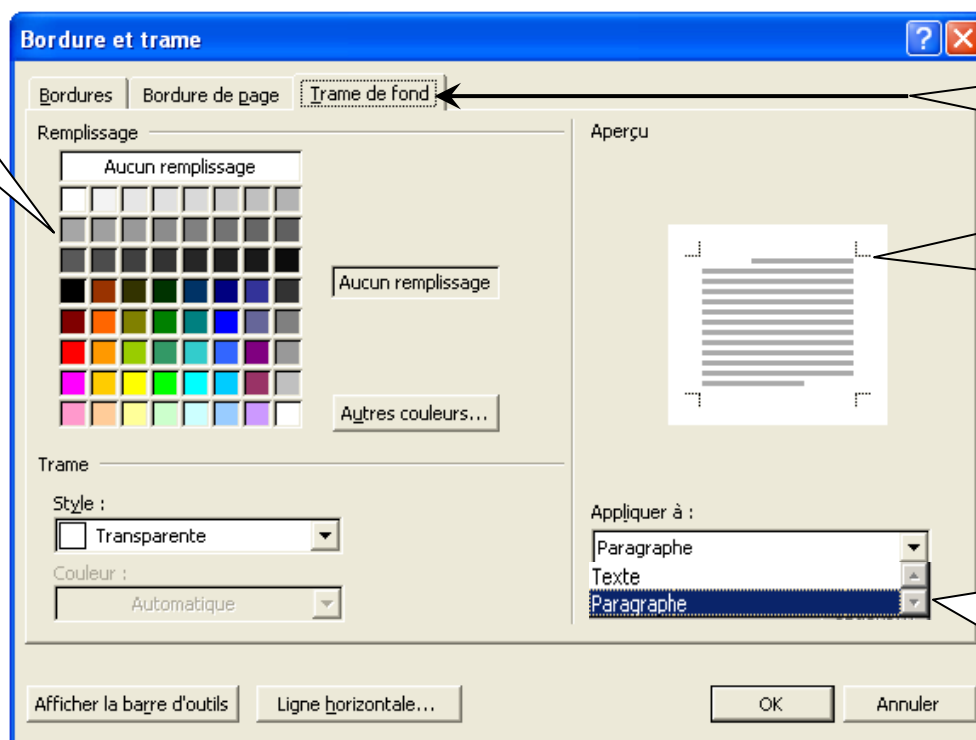 Bordure et trame
Bordures
Bordure de page
Trame de fond
Remplissage
Aperçu
Aucun remplissage
Aucun remplissage
Autres couleurs...
Trame
Style :
Transparente
Couleur :
Automatique
Appliquer à :
Paragraphe
Texte
Paragraphe
Afficher la barre d'outils
Ligne horizontale...
OK
Annuler